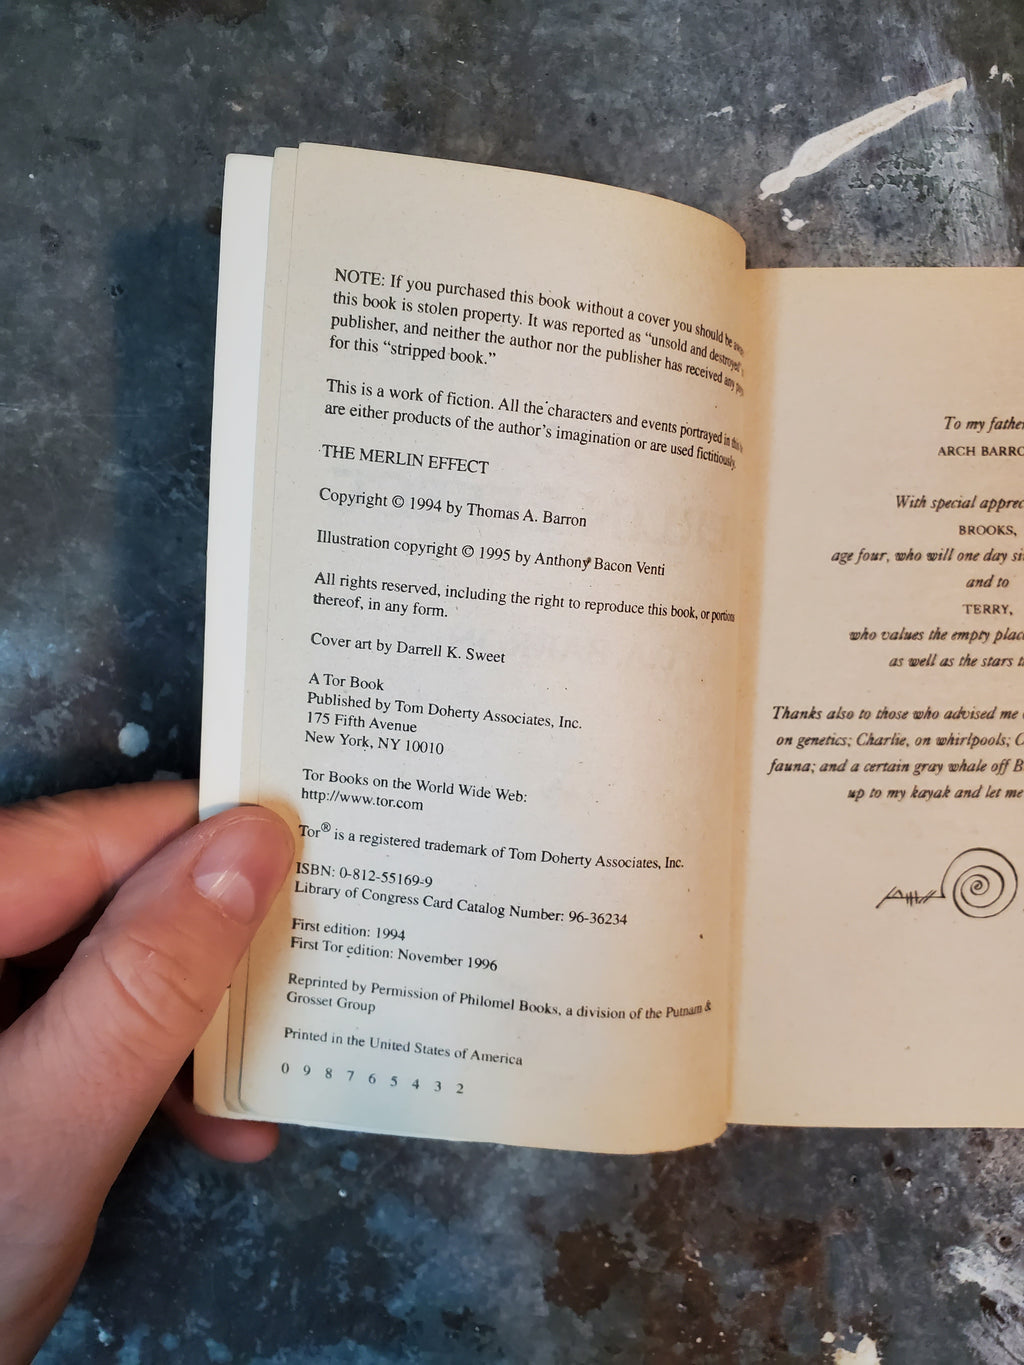 NOTE: If you purchased this book without a cover you should be
this book is stolen property. It was reported as “unsold and destroyed”
publisher, and neither the author nor the publisher has received any
for this “stripped book.”
This is a work of fiction. All the characters and events portrayed in this
are either products of the author’s imagination or are used fictitiously.
THE MERLIN EFFECT
Copyright © 1994 by Thomas A. Barron
Illustration copyright © 1995 by Anthony Bacon Venti
All rights reserved, including the right to reproduce this book, or portions
thereof, in any form.
Cover art by Darrell K. Sweet
A Tor Book
Published by Tom Doherty Associates, Inc.
175 Fifth Avenue
New York, NY 10010
Tor Books on the World Wide Web:
http://www.tor.com
Tor® is a registered trademark of Tom Doherty Associates, Inc.
ISBN: 0-812-55169-9
Library of Congress Card Catalog Number: 96-36234
First edition: 1994
First Tor edition: November 1996
Reprinted by Permission of Philomel Books, a division of the Putnam &
Grosset Group
Printed in the United States of America
0 9 8 7 6 5 4 3 2
To my
ARCH
With special
BROOKS,
age four, who will one day
and to
TERRY,
who values the empty
as well as the stars
Thanks also to those who advised me
on genetics; Charlie, on whirlpools;
fauna; and a certain gray whale off
up to my kayak and let me